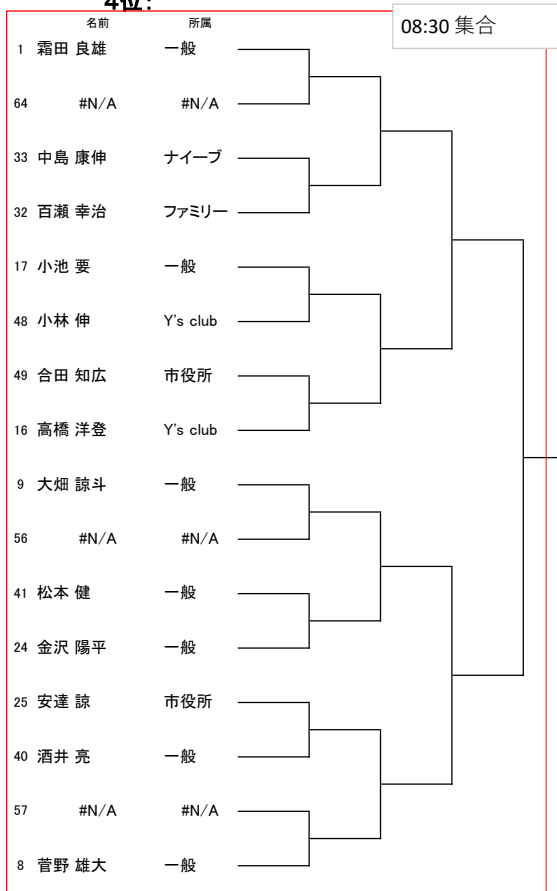 4位:
08:30 集合
名前 所属
1 霜田 良雄 一般
64 #N/A #N/A
33 中島 康伸 ナイーブ
32 百瀬 幸治 ファミリー
17 小池 要 一般
48 小林 伸 Y's club
49 合田 知広 市役所
16 高橋 洋登 Y's club
9 大畑 諒斗 一般
56 #N/A #N/A
41 松本 健 一般
24 金沢 陽平 一般
25 安達 諒 市役所
40 酒井 亮 一般
57 #N/A #N/A
8 菅野 雄大 一般